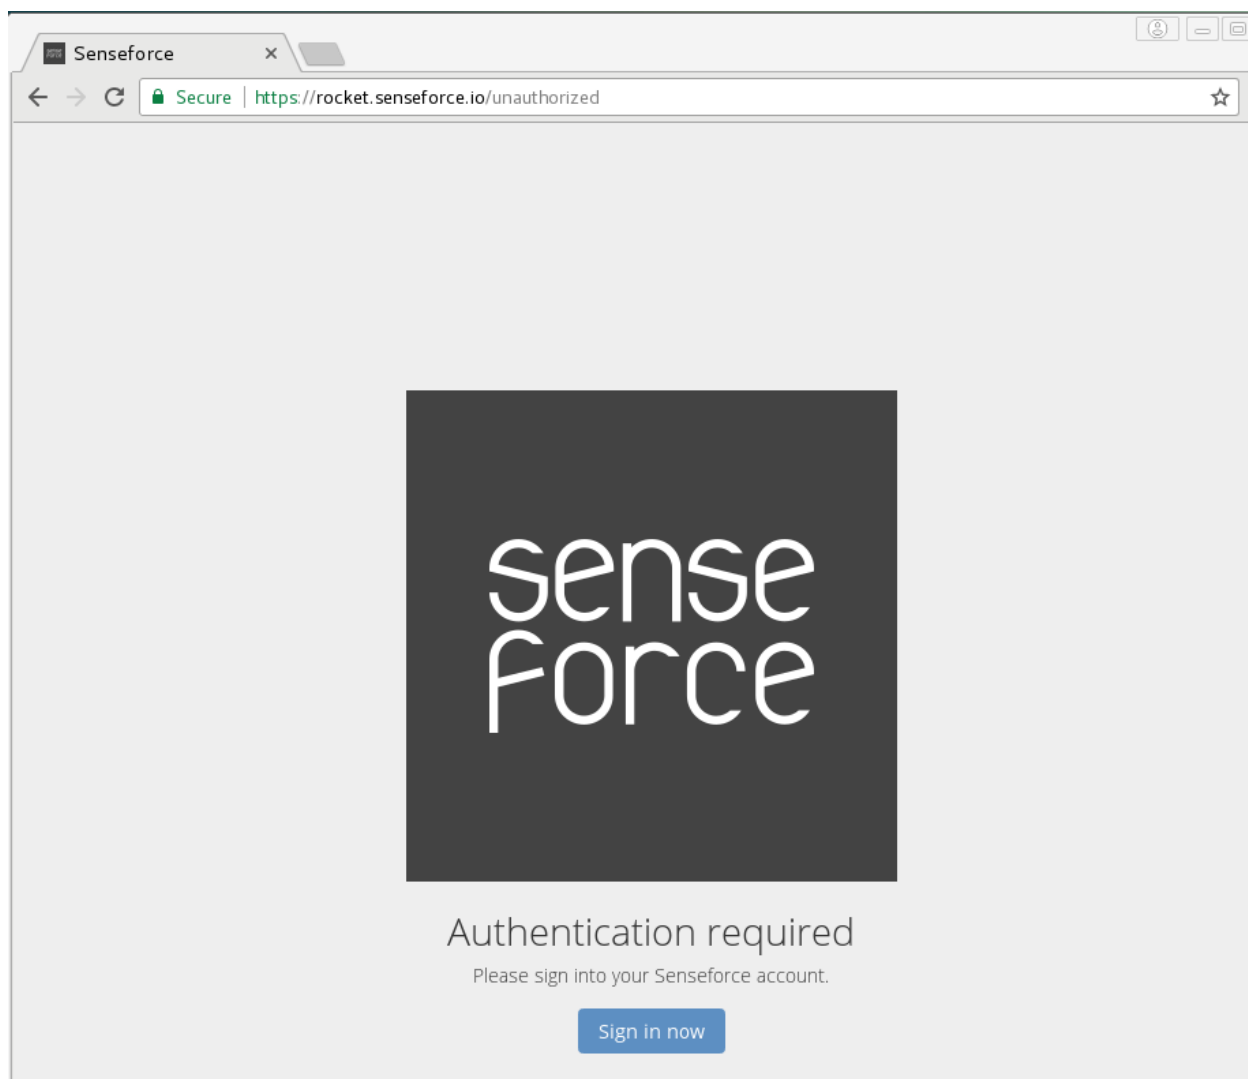 Senseforce
Secure https://rocket.senseforce.io/unauthorized
sense
force
Authentication required
Please sign into your Senseforce account.
Sign in now